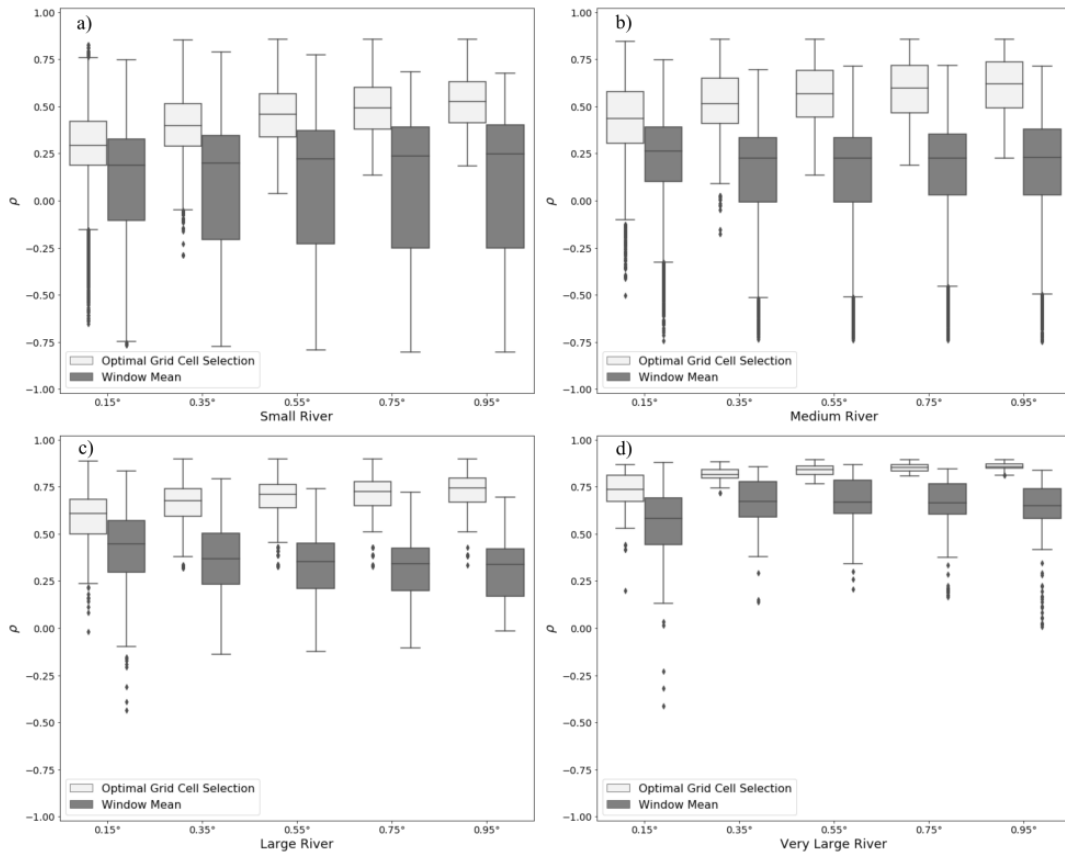 a)
1.00
0.75
0.50
0.25
0.00
−0.25
−0.50
−0.75
−1.00
ρ
Optimal Grid Cell Selection
Window Mean
0.15° 0.35° 0.55° 0.75° 0.95°
Small River
b)
1.00
0.75
0.50
0.25
0.00
−0.25
−0.50
−0.75
−1.00
ρ
Optimal Grid Cell Selection
Window Mean
0.15° 0.35° 0.55° 0.75° 0.95°
Medium River
c)
1.00
0.75
0.50
0.25
0.00
−0.25
−0.50
−0.75
−1.00
ρ
Optimal Grid Cell Selection
Window Mean
0.15° 0.35° 0.55° 0.75° 0.95°
Large River
d)
1.00
0.75
0.50
0.25
0.00
−0.25
−0.50
−0.75
−1.00
ρ
Optimal Grid Cell Selection
Window Mean
0.15° 0.35° 0.55° 0.75° 0.95°
Very Large River